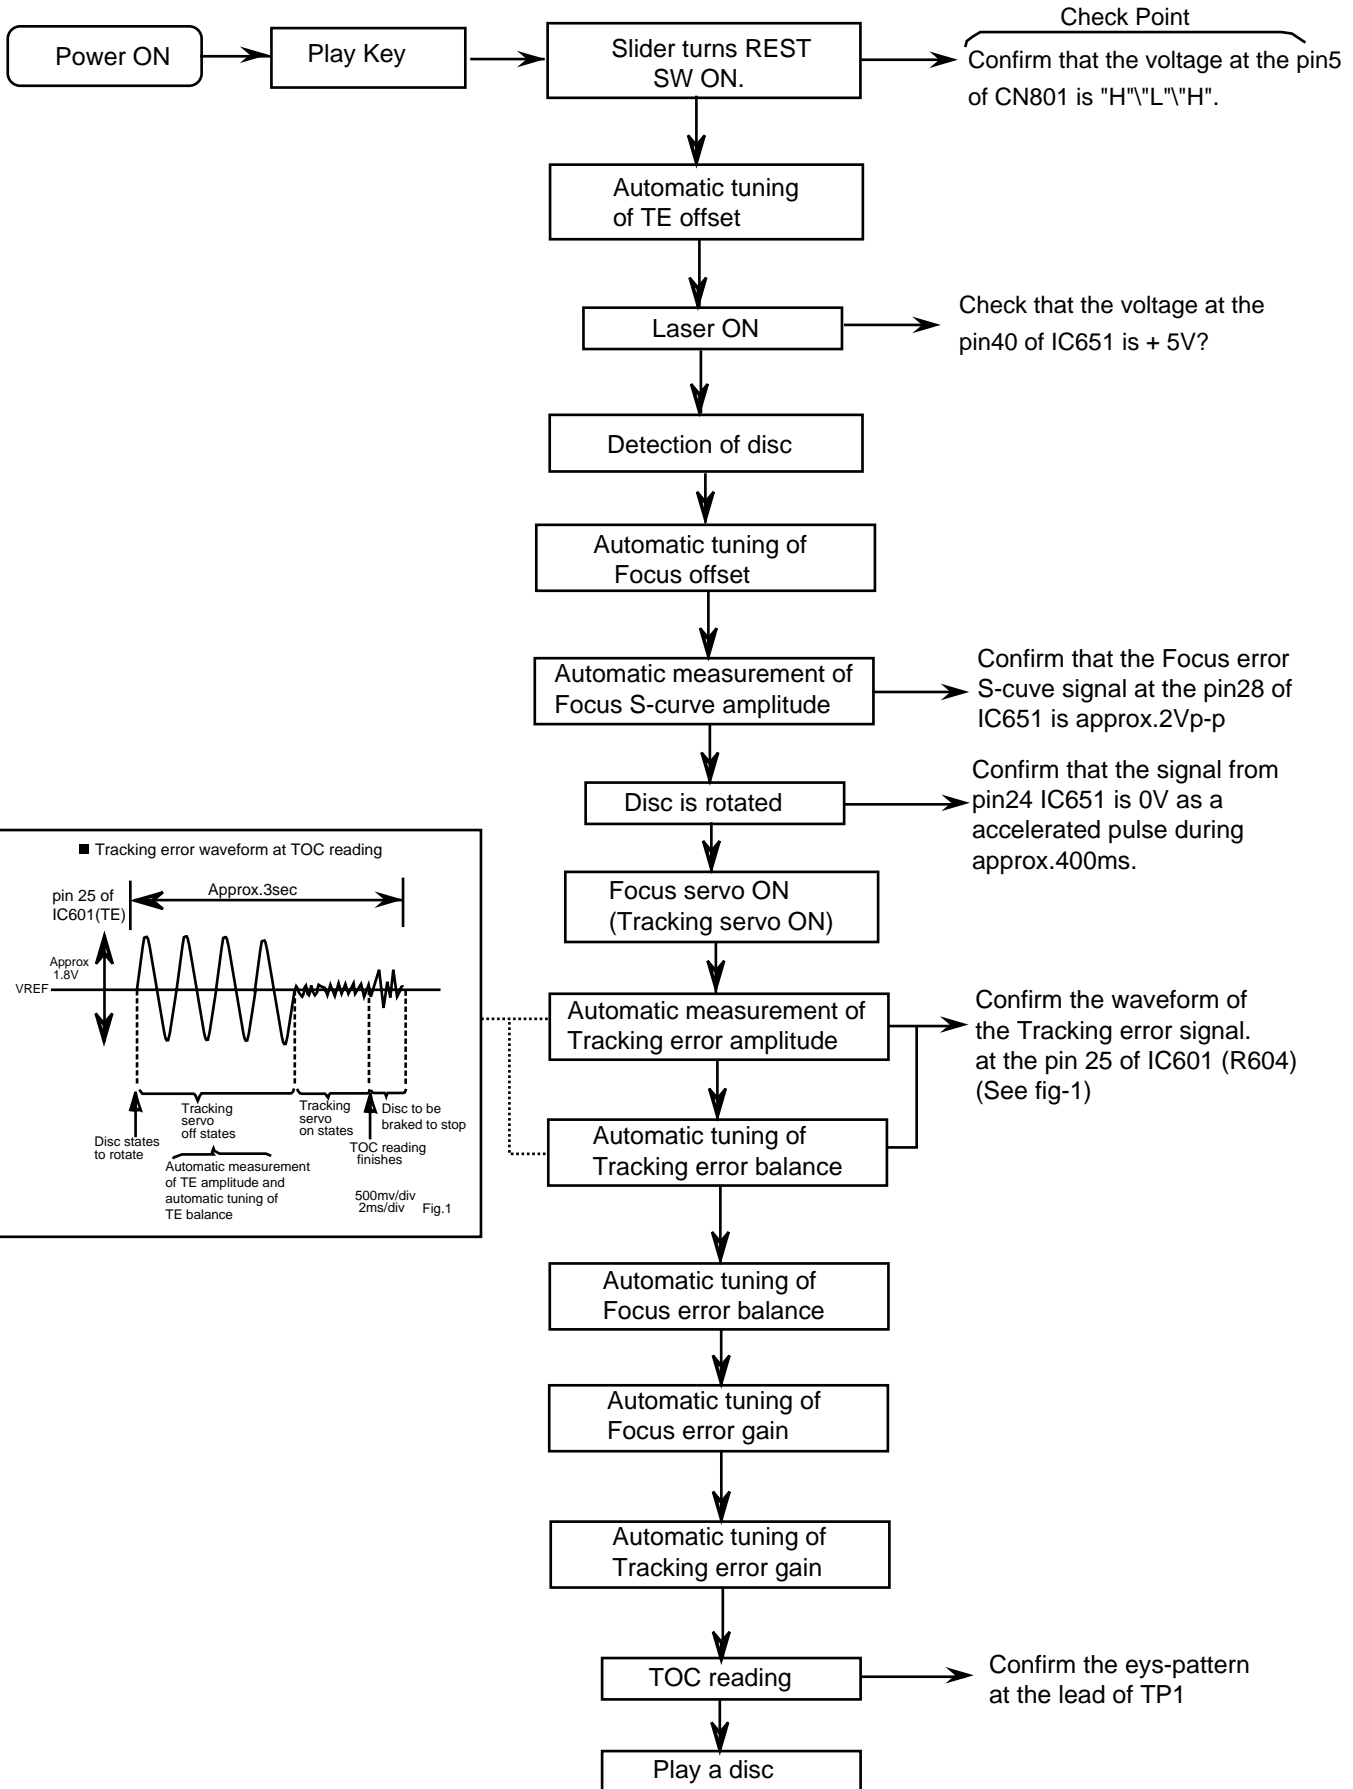 Check Point
Power ON
Play Key
Slider turns REST
SW ON.
Confirm that the voltage at the pin5
of CN801 is "H"\"L"\"H".
Automatic tuning
of TE offset
Laser ON
Check that the voltage at the
pin40 of IC651 is + 5V?
Detection of disc
Automatic tuning of
Focus offset
Automatic measurement of
Focus S-curve amplitude
Confirm that the Focus error
S-cuve signal at the pin28 of
IC651 is approx.2Vp-p
Disc is rotated
Confirm that the signal from
pin24 IC651 is 0V as a
accelerated pulse during
approx.400ms.
Focus servo ON
(Tracking servo ON)
■ Tracking error waveform at TOC reading
pin 25 of
IC601(TE)
Approx.3sec
Approx
1.8V
VREF
Disc states
to rotate
Tracking
servo
off states
Tracking
servo
on states
Disc to be
braked to stop
TOC reading
finishes
Automatic measurement
of TE amplitude and
automatic tuning of
TE balance
500mv/div
2ms/div
Fig.1
Automatic measurement of
Tracking error amplitude
Confirm the waveform of
the Tracking error signal.
at the pin 25 of IC601 (R604)
(See fig-1)
Automatic tuning of
Tracking error balance
Automatic tuning of
Focus error balance
Automatic tuning of
Focus error gain
Automatic tuning of
Tracking error gain
TOC reading
Confirm the eys-pattern
at the lead of TP1
Play a disc